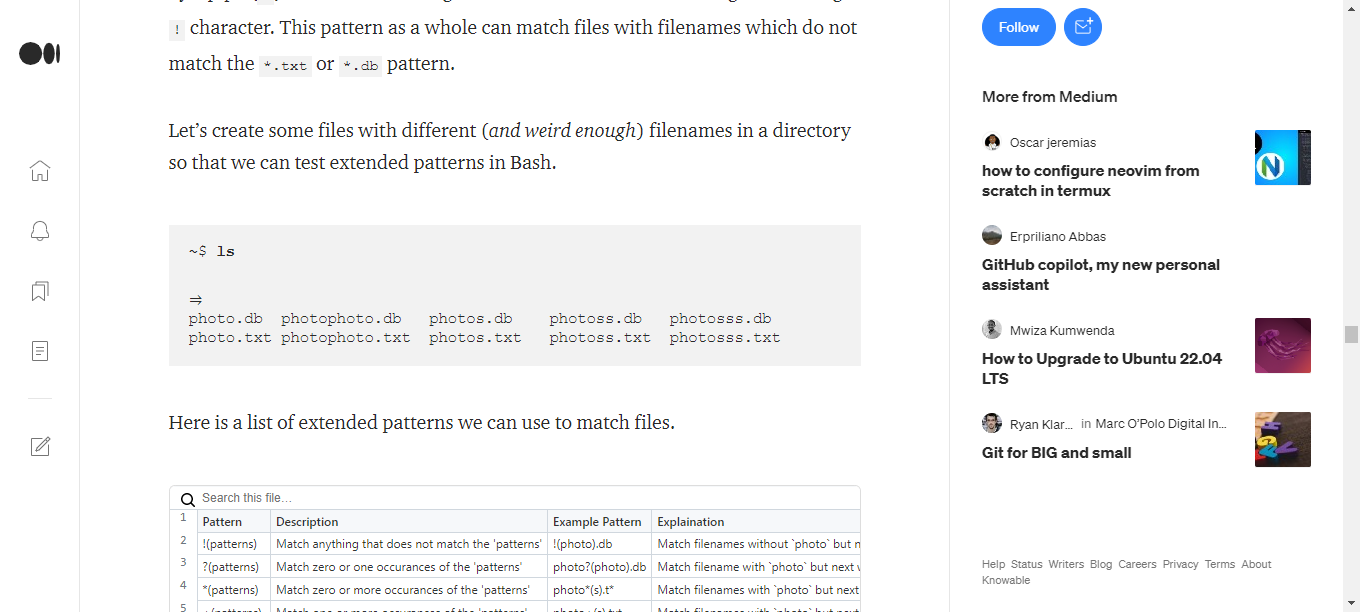 ! character. This pattern as a whole can match files with filenames which do not
match the *.txt or *.db pattern.
Let’s create some files with different (and weird enough) filenames in a directory
so that we can test extended patterns in Bash.
~$ ls
⇒
photo.db photophoto.db photos.db photoss.db photosss.db
photo.txt photophoto.txt photos.txt photoss.txt photosss.txt
Here is a list of extended patterns we can use to match files.
Search this file…
1 Pattern Description Example Pattern Explaination
2 !(patterns) Match anything that does not match the 'patterns' !(photo).db Match filenames without `photo` but n
3 ?(patterns) Match zero or one occurances of the 'patterns' photo?(photo).db Match filename with `photo` but next w
4 *(patterns) Match zero or more occurances of the 'patterns' photo*(s).t* Match filenames with `photo` but next
5
Follow
More from Medium
Oscar jeremias
how to configure neovim from
scratch in termux
Erpriliano Abbas
GitHub copilot, my new personal
assistant
Mwiza Kumwenda
How to Upgrade to Ubuntu 22.04
LTS
Ryan Klar... in Marc O’Polo Digital In...
Git for BIG and small
Help Status Writers Blog Careers Privacy Terms About
Knowable